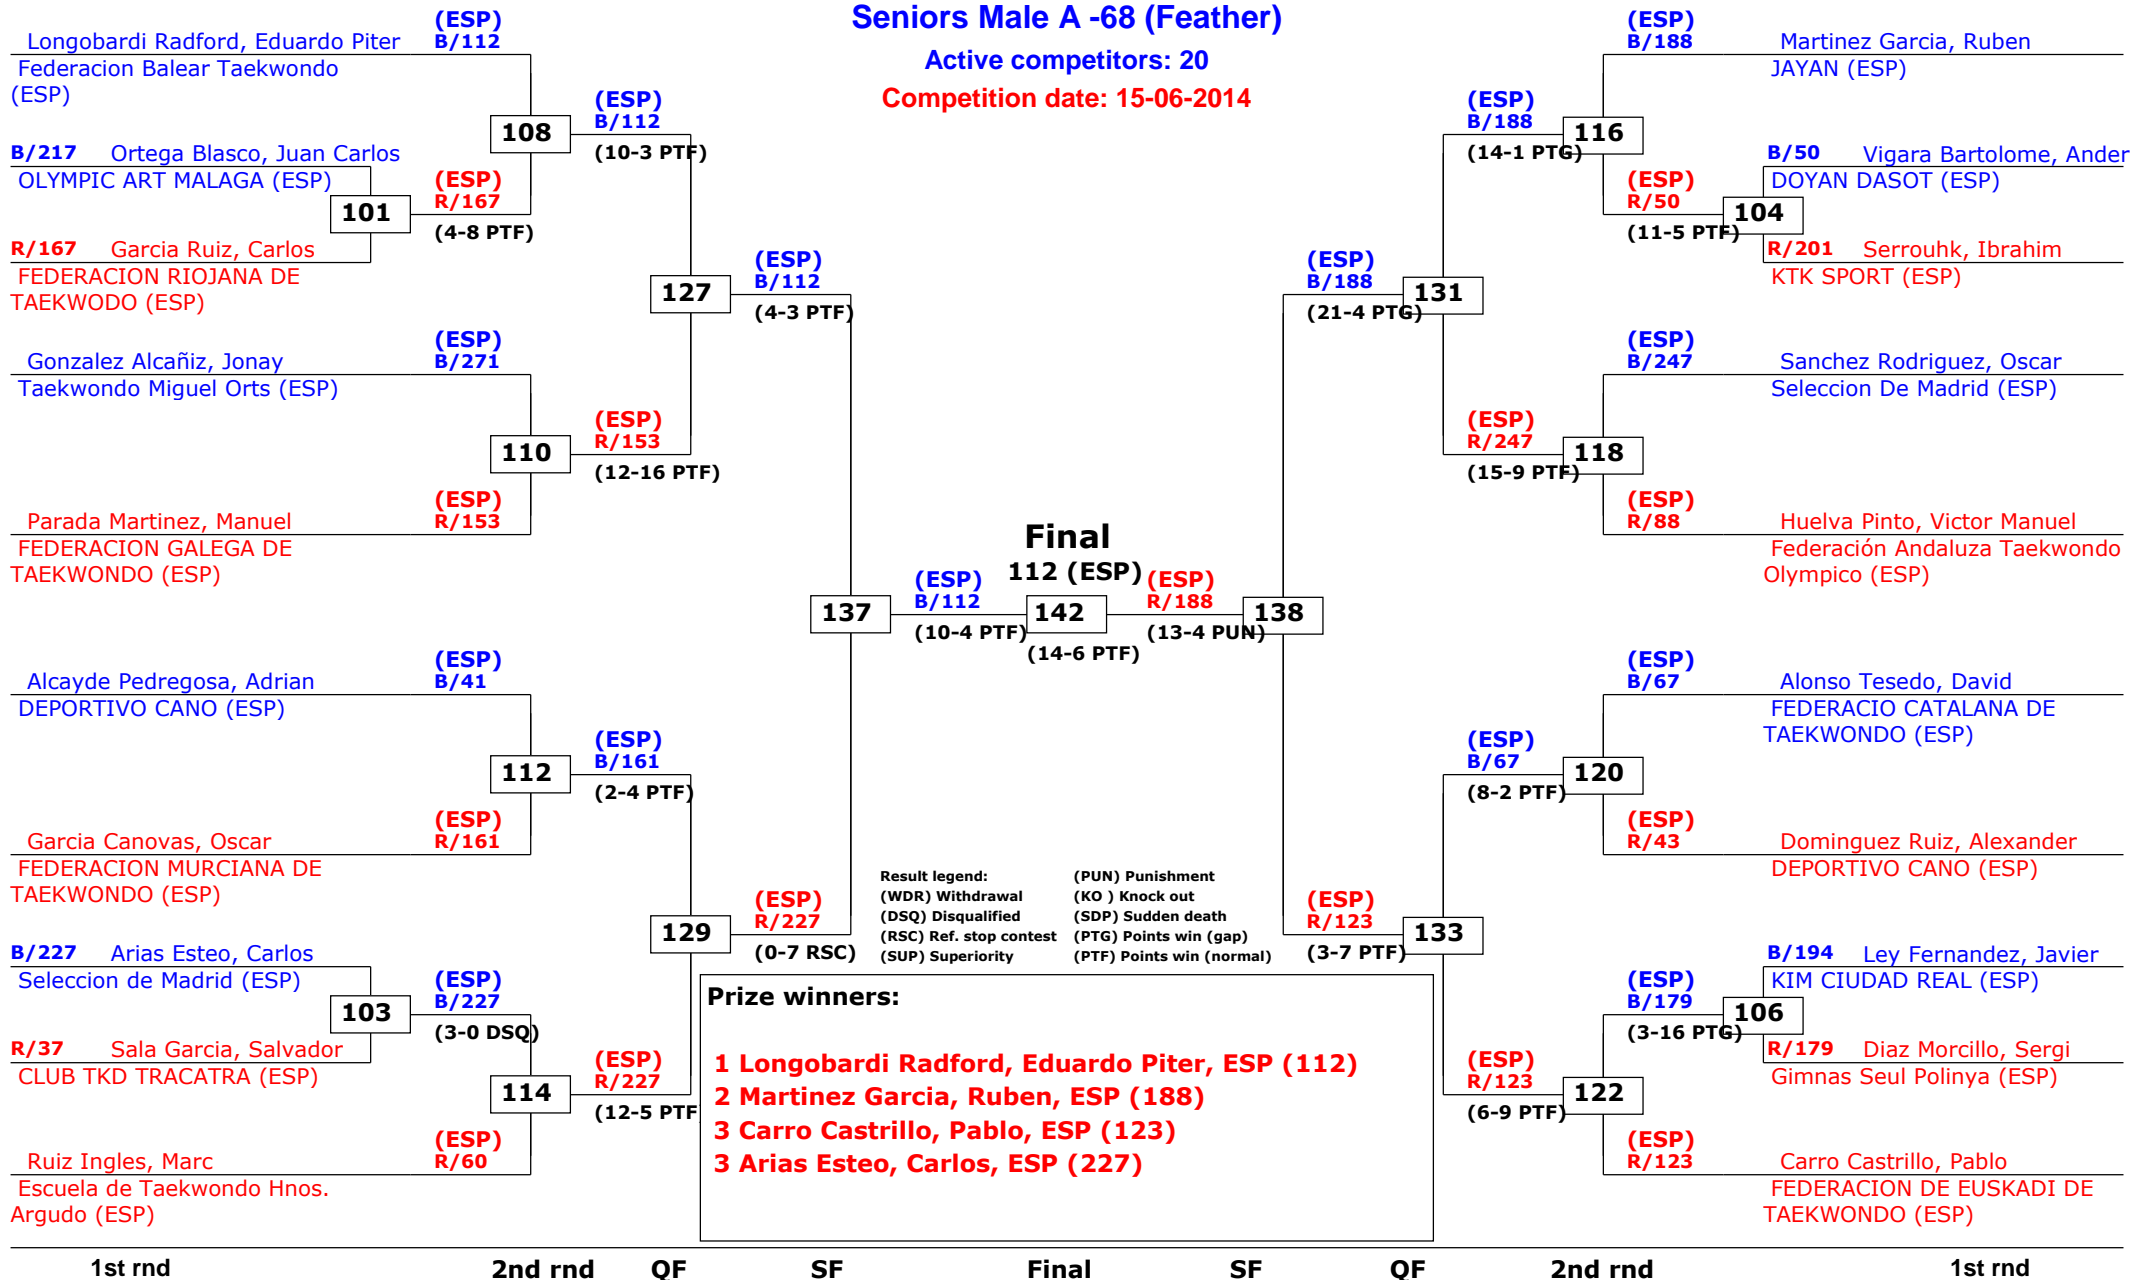 Seniors Male A -68 (Feather)
Active competitors: 20
Competition date: 15-06-2014
Longobardi Radford, Eduardo Piter
(ESP)
B/112
Federacion Balear Taekwondo
(ESP)
B/217 Ortega Blasco, Juan Carlos
OLYMPIC ART MALAGA (ESP)
101
R/167 Garcia Ruiz, Carlos
FEDERACION RIOJANA DE
TAEKWODO (ESP)
(ESP)
R/167
(4-8 PTF)
108
(ESP)
B/112
(10-3 PTF)
Gonzalez Alcañiz, Jonay
(ESP)
B/271
Taekwondo Miguel Orts (ESP)
110
(ESP)
R/153
(12-16 PTF)
Parada Martinez, Manuel
(ESP)
R/153
FEDERACION GALEGA DE
TAEKWONDO (ESP)
127
(ESP)
B/112
(4-3 PTF)
Alcayde Pedregosa, Adrian
(ESP)
B/41
DEPORTIVO CANO (ESP)
112
(ESP)
B/161
(2-4 PTF)
Garcia Canovas, Oscar
(ESP)
R/161
FEDERACION MURCIANA DE
TAEKWONDO (ESP)
129
(ESP)
R/227
(0-7 RSC)
B/227 Arias Esteo, Carlos
Seleccion de Madrid (ESP)
103
R/37 Sala Garcia, Salvador
CLUB TKD TRACATRA (ESP)
(ESP)
B/227
(3-0 DSQ)
114
(ESP)
R/227
(12-5 PTF
Ruiz Ingles, Marc
(ESP)
R/60
Escuela de Taekwondo Hnos.
Argudo (ESP)
137
(ESP)
B/112
(10-4 PTF)
Final
112 (ESP)
142
(14-6 PTF)
(ESP)
R/188
(13-4 PUN)
138
(ESP)
B/188
Martinez Garcia, Ruben
JAYAN (ESP)
(ESP)
B/188
(14-1 PTG)
116
B/50 Vigara Bartolome, Ander
DOYAN DASOT (ESP)
(ESP)
R/50
(11-5 PTF)
104
R/201 Serrouhk, Ibrahim
KTK SPORT (ESP)
(ESP)
B/188
(21-4 PTG)
131
(ESP)
B/247
Sanchez Rodriguez, Oscar
Seleccion De Madrid (ESP)
(ESP)
R/247
(15-9 PTF)
118
(ESP)
R/88
Huelva Pinto, Victor Manuel
Federación Andaluza Taekwondo
Olympico (ESP)
(ESP)
B/67
Alonso Tesedo, David
FEDERACIO CATALANA DE
TAEKWONDO (ESP)
(ESP)
B/67
(8-2 PTF)
120
(ESP)
R/43
Dominguez Ruiz, Alexander
DEPORTIVO CANO (ESP)
(ESP)
R/123
(3-7 PTF)
133
B/194 Ley Fernandez, Javier
KIM CIUDAD REAL (ESP)
(ESP)
B/179
(3-16 PTG)
106
R/179 Diaz Morcillo, Sergi
Gimnas Seul Polinya (ESP)
(ESP)
R/123
(6-9 PTF)
122
(ESP)
R/123
Carro Castrillo, Pablo
FEDERACION DE EUSKADI DE
TAEKWONDO (ESP)
Result legend:
(WDR) Withdrawal
(DSQ) Disqualified
(RSC) Ref. stop contest
(SUP) Superiority
(PUN) Punishment
(KO ) Knock out
(SDP) Sudden death
(PTG) Points win (gap)
(PTF) Points win (normal)
Prize winners:
1 Longobardi Radford, Eduardo Piter, ESP (112)
2 Martinez Garcia, Ruben, ESP (188)
3 Carro Castrillo, Pablo, ESP (123)
3 Arias Esteo, Carlos, ESP (227)
1st rnd 2nd rnd QF SF Final SF QF 2nd rnd 1st rnd